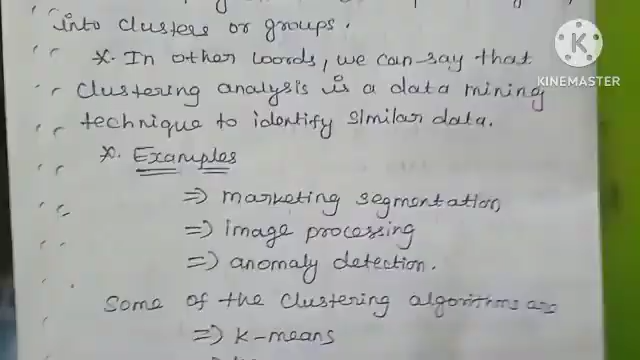 into clusters or groups.
*. In other words, we can say that
clustering analysis is a data mining
technique to identify similar data.
*. Examples
=> marketing segmentation,
=> image processing
=> anomaly detection.
Some of the clustering algorithms are
=> K-means
K
KINEMASTER